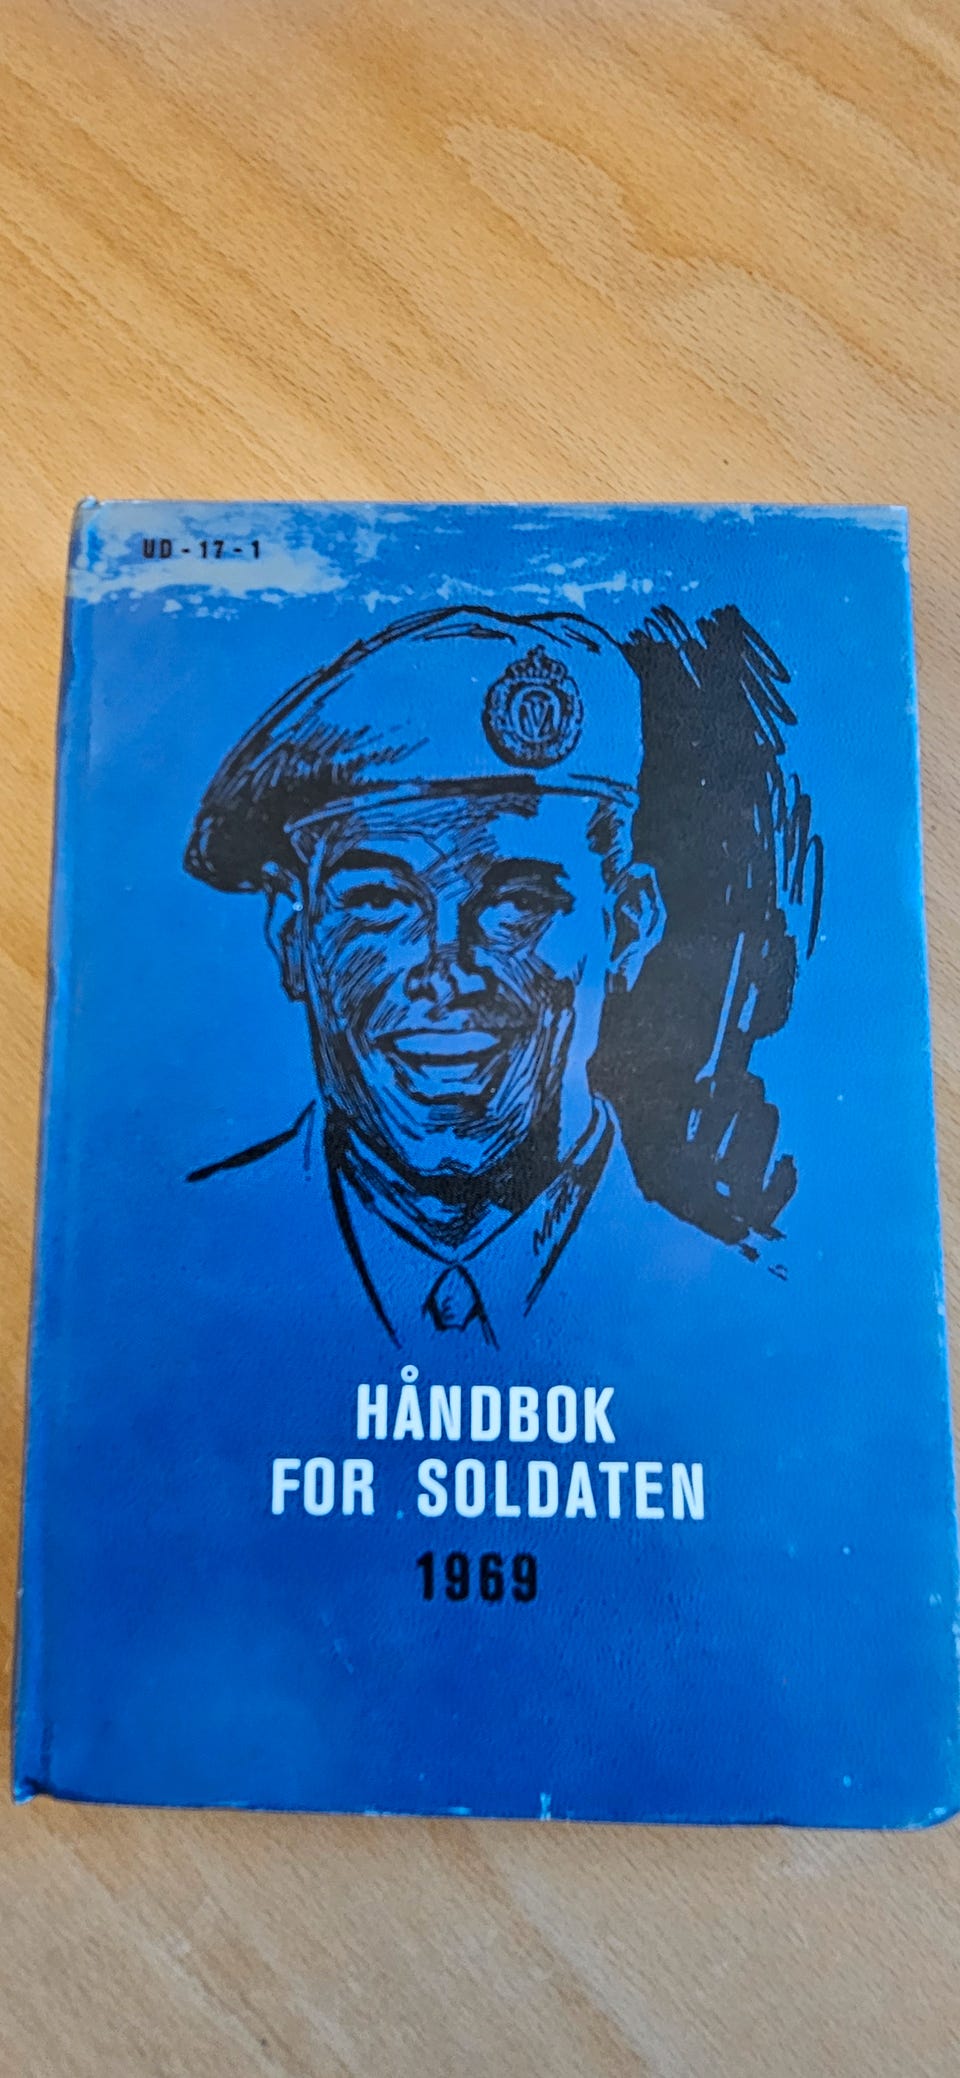 UD-17-1
HÅNDBOK
FOR SOLDATEN
1969